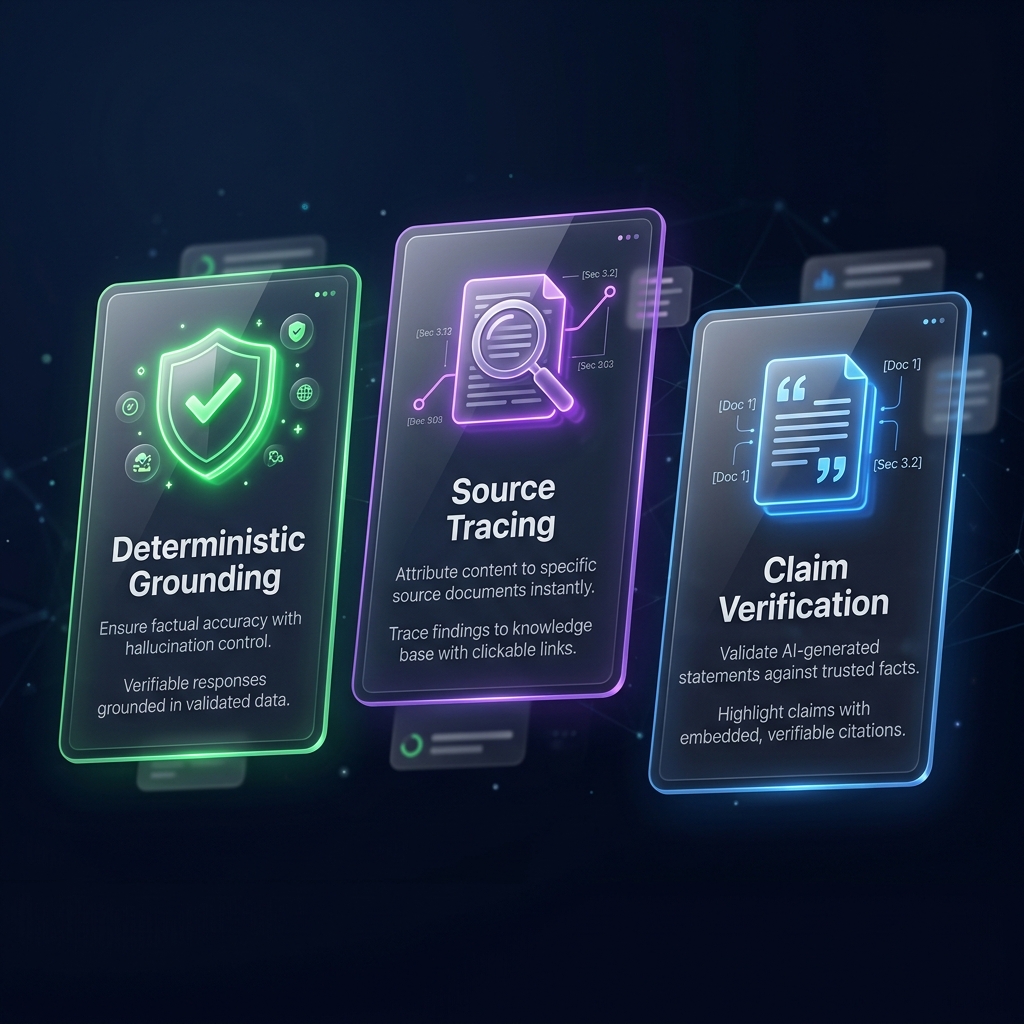 Deterministic
Grounding
Ensure factual accuracy with
hallucination control.
Verifiable responses
grounded in validated data.
[Sec 3.2]
[Sec 3.12
[Sec 303
Source
Tracing
Attribute content to specific
source documents instantly.
Trace findings to knowledge
base with clickable links.
[Doc 1]
[Doc 1]
[Doc 1]
[Sec 3.2]
Claim
Verification
Validate AI-generated
statements against trusted facts.
Highlight claims with
embedded, verifiable citations.